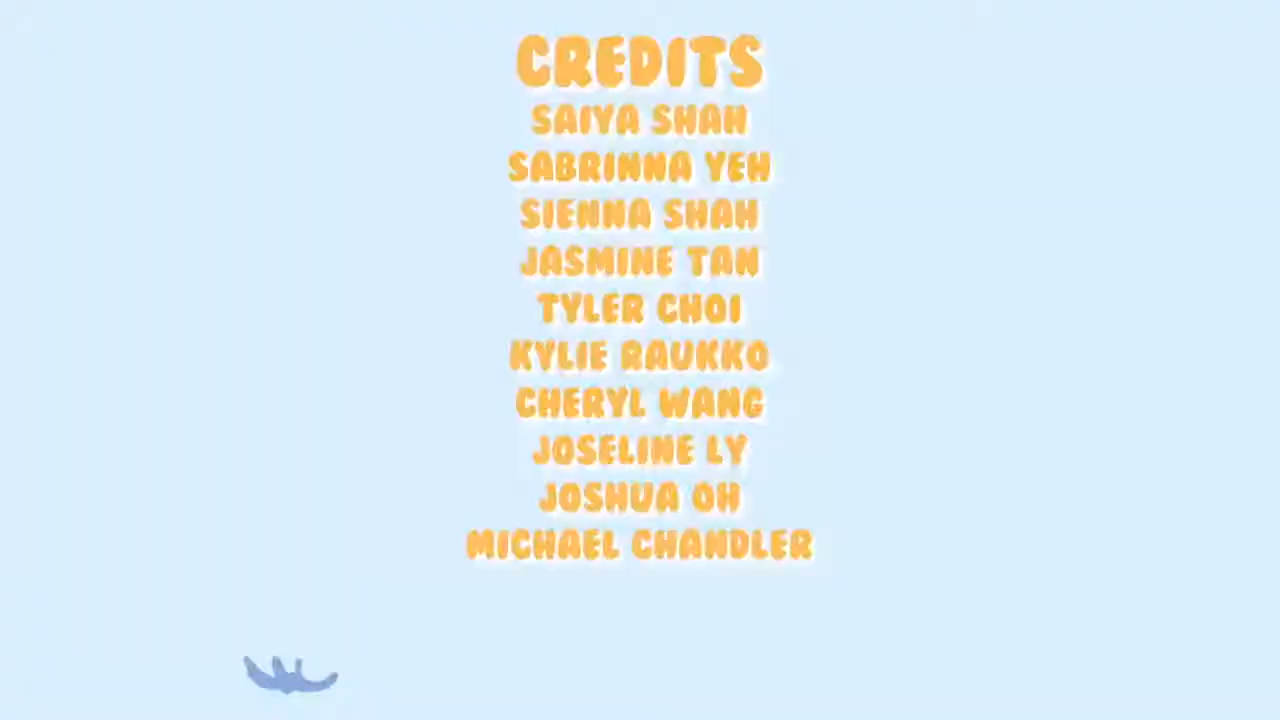 CREDITS
SAIYA SHAH
SABRINNA YEH
SIENNA SHAH
JASMINE TAN
TYLER CHOI
KYLIE RAUKKO
CHERYL WANG
JOSELINE LY
JOSHUA OH
MICHAEL CHANDLER